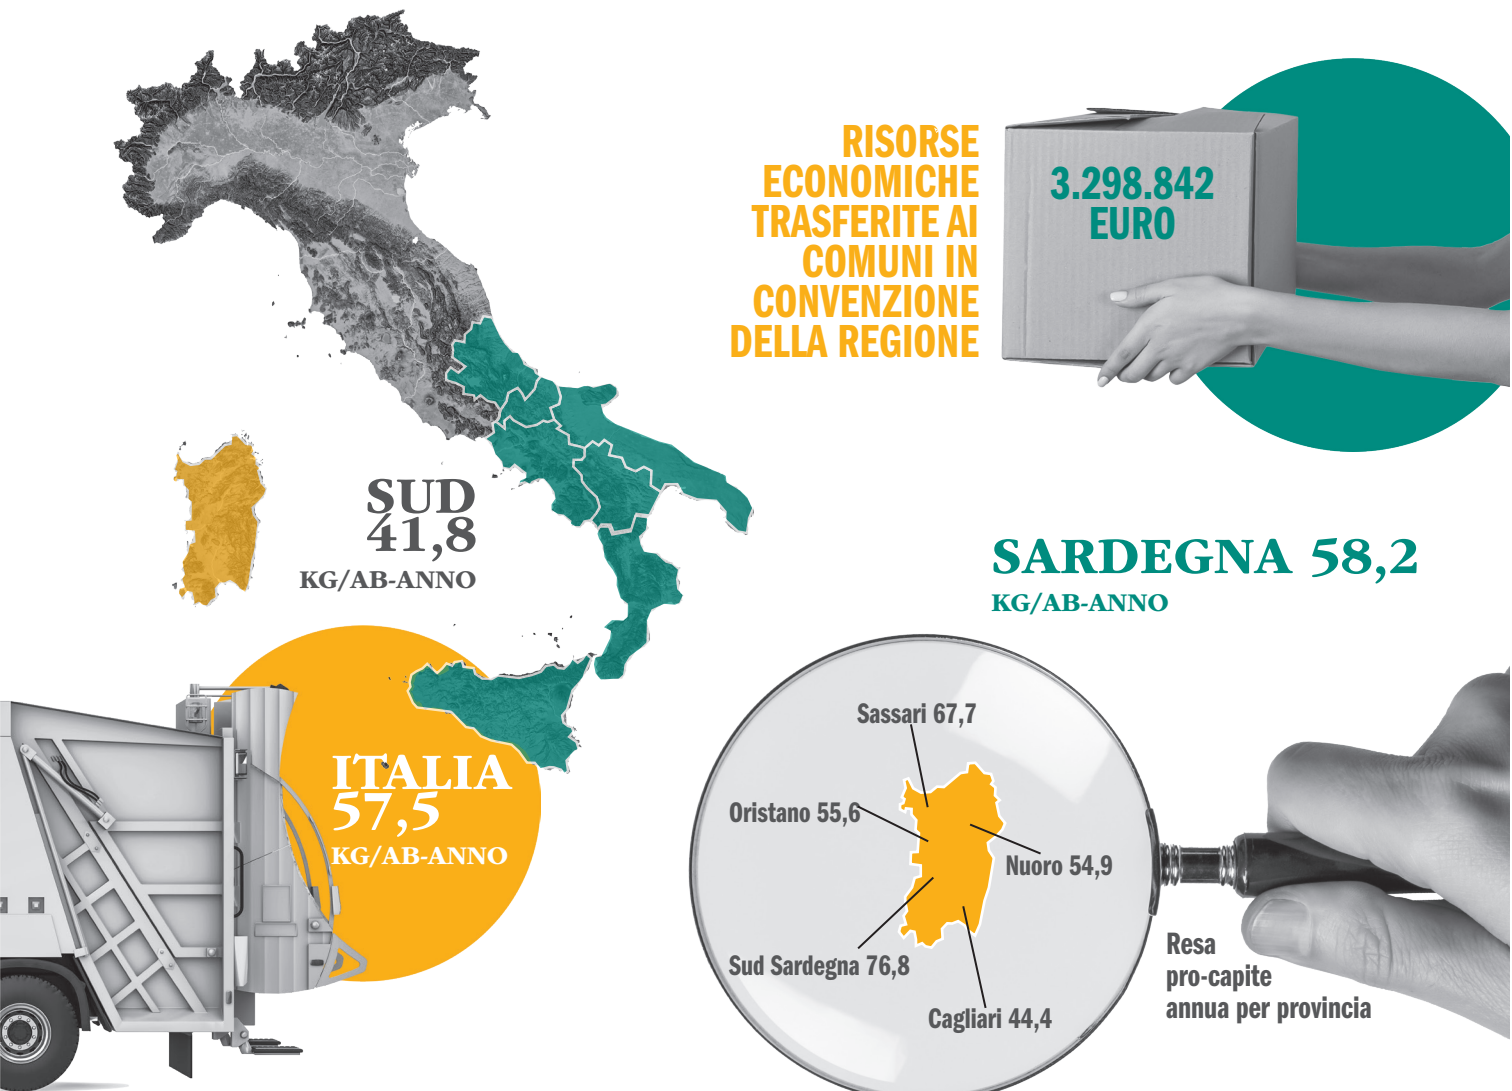 RISORSE
ECONOMICHE
TRASFERITE AI
COMUNI IN
CONVENZIONE
DELLA REGIONE
3.298.842
EURO
SUD
41,8
KG/AB-ANNO
SARDEGNA 58,2
KG/AB-ANNO
ITALIA
57,5
KG/AB-ANNO
Sassari 67,7
Oristano 55,6
Nuoro 54,9
Sud Sardegna 76,8
Cagliari 44,4
Resa
pro-capite
annua per provincia